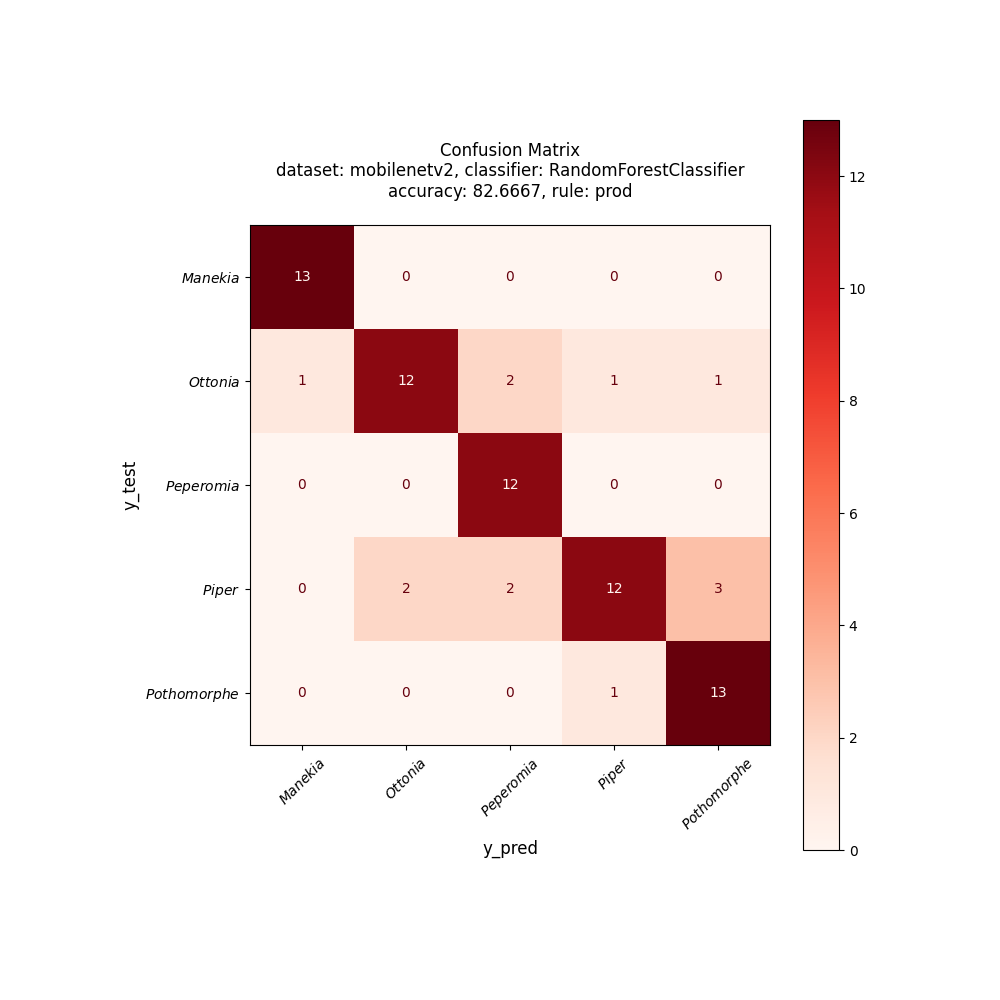 Confusion Matrix
dataset: mobilenetv2, classifier: RandomForestClassifier
accuracy: 82.6667, rule: prod
Manekia 13 0 0 0 0
Ottonia 1 12 2 1 1
Peperomia 0 0 12 0 0
Piper 0 2 2 12 3
Pothomorphe 0 0 0 1 13
y_test
Manekia Ottonia Peperomia Piper Pothomorphe
y_pred
12
10
8
6
4
2
0